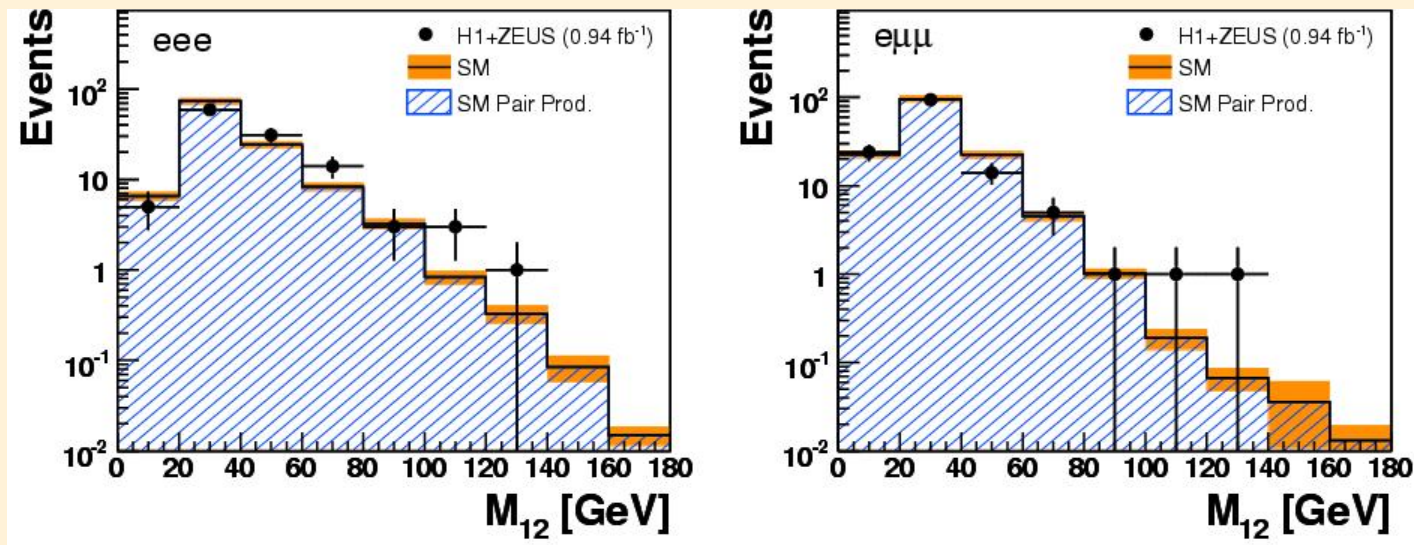 eee
H1+ZEUS (0.94 fb⁻¹)
SM
SM Pair Prod.
Events
10²
10
1
10⁻¹
10⁻²
0 20 40 60 80 100 120 140 160 180
M₁₂ [GeV]
eμμ
H1+ZEUS (0.94 fb⁻¹)
SM
SM Pair Prod.
Events
10²
10
1
10⁻¹
10⁻²
0 20 40 60 80 100 120 140 160 180
M₁₂ [GeV]